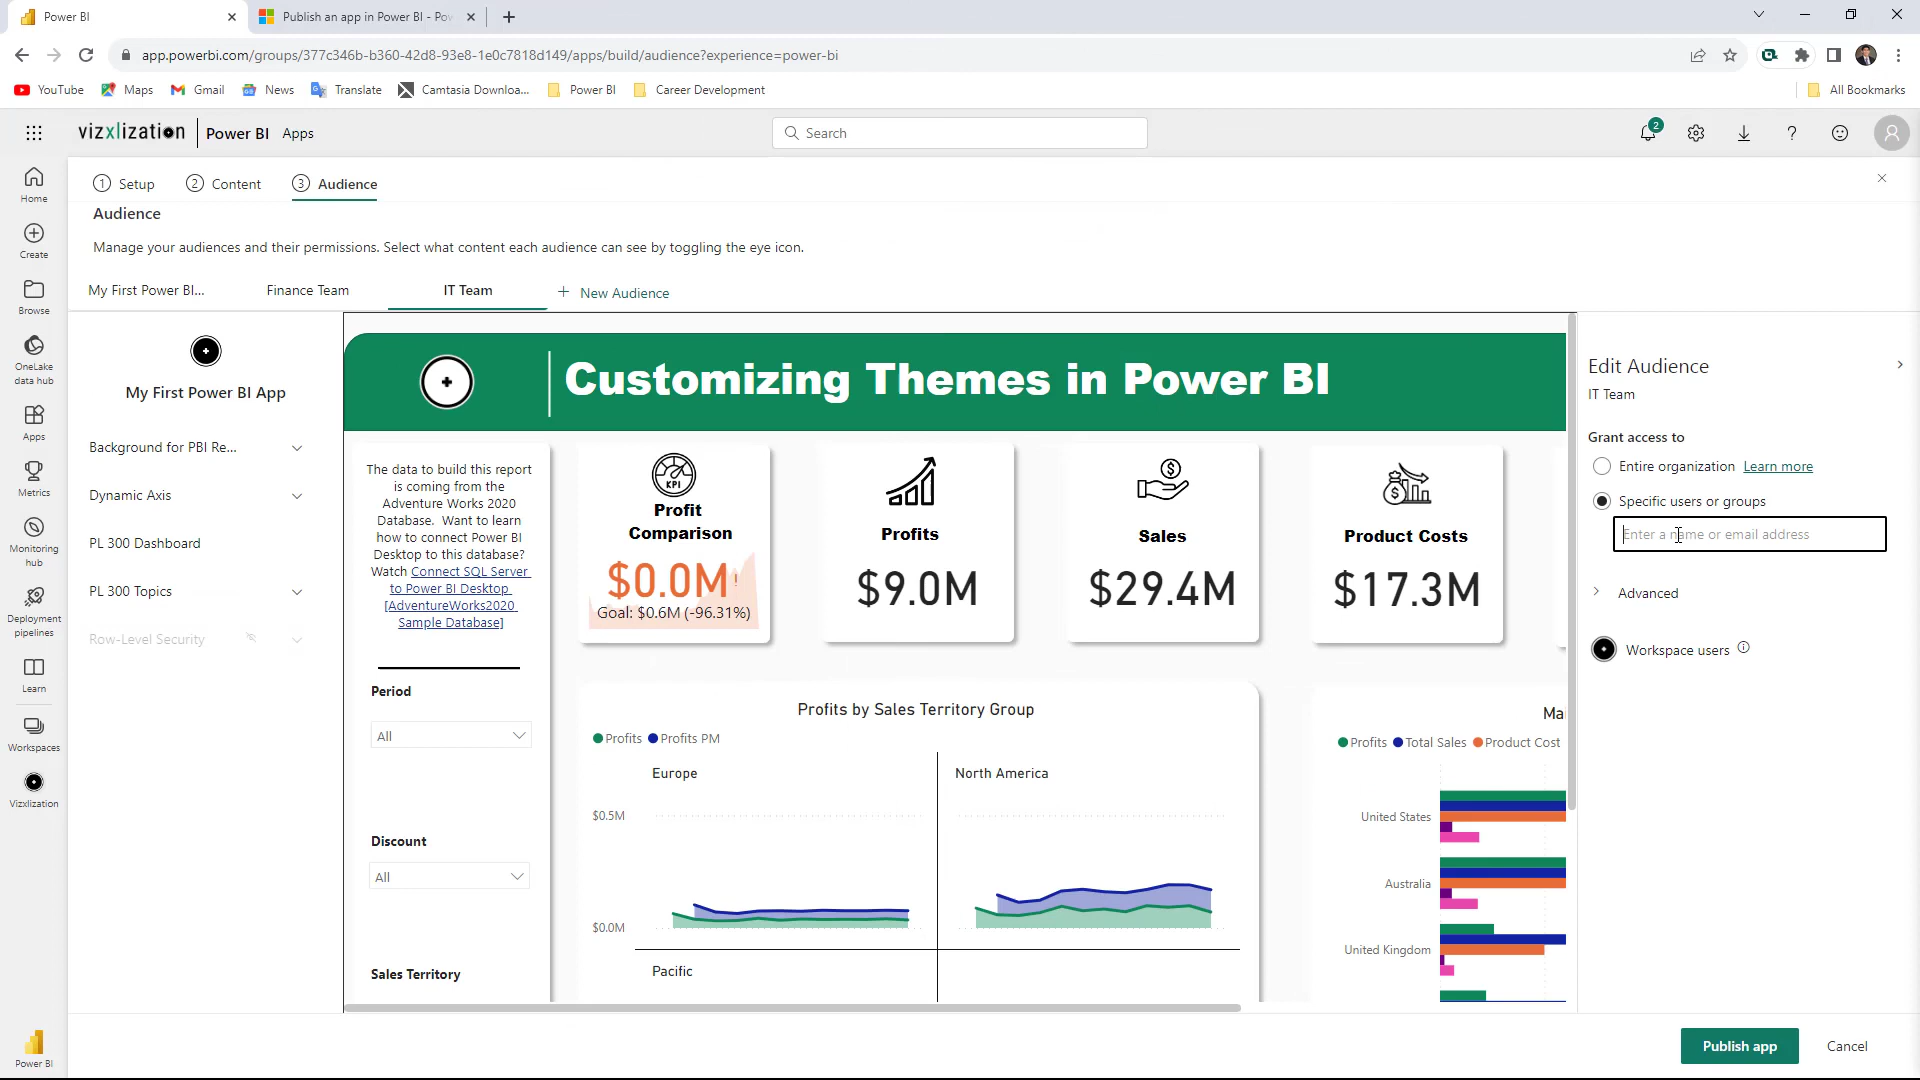 Power BI
Publish an app in Power BI - Pow
app.powerbi.com/groups/377c346b-b360-42d8-93e8-1e0c7818d149/apps/build/audience?experience=power-bi
YouTube
Maps
Gmail
News
Translate
Camtasia Downloa...
Power BI
Career Development
All Bookmarks
vizxlization
Power BI
Apps
Search
2
Home
Create
Browse
OneLake
data hub
Apps
Metrics
Monitoring
hub
Deployment
pipelines
Learn
Workspaces
Vizxlization
Power BI
1 Setup
2 Content
3 Audience
Audience
Manage your audiences and their permissions. Select what content each audience can see by toggling the eye icon.
My First Power BI...
Finance Team
IT Team
+ New Audience
My First Power BI App
Background for PBI Re...
Dynamic Axis
PL 300 Dashboard
PL 300 Topics
Row-Level Security
Customizing Themes in Power BI
The data to build this report
is coming from the
Adventure Works 2020
Database. Want to learn
how to connect Power BI
Desktop to this database?
Watch Connect SQL Server
to Power BI Desktop
[AdventureWorks2020
Sample Database]
Period
All
Discount
All
Sales Territory
KPI
Profit
Comparison
$0.0M!
Goal: $0.6M (-96.31%)
Profits
$9.0M
Sales
$29.4M
Product Costs
$17.3M
Profits by Sales Territory Group
Profits
Profits PM
Europe
North America
$0.5M
$0.0M
Pacific
Ma
Profits
Total Sales
Product Cost
United States
Australia
United Kingdom
Edit Audience
IT Team
Grant access to
Entire organization Learn more
Specific users or groups
Enter a name or email address
Advanced
Workspace users
Publish app
Cancel